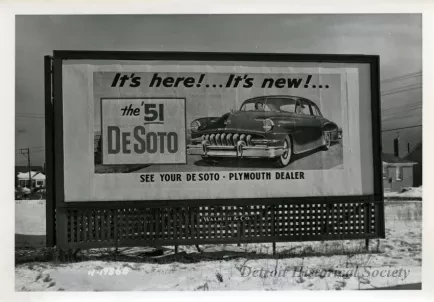 It's here!...It's new!...
the '51
DESOTO
SEE YOUR DE SOTO - PLYMOUTH DEALER
Detroit Historical Society